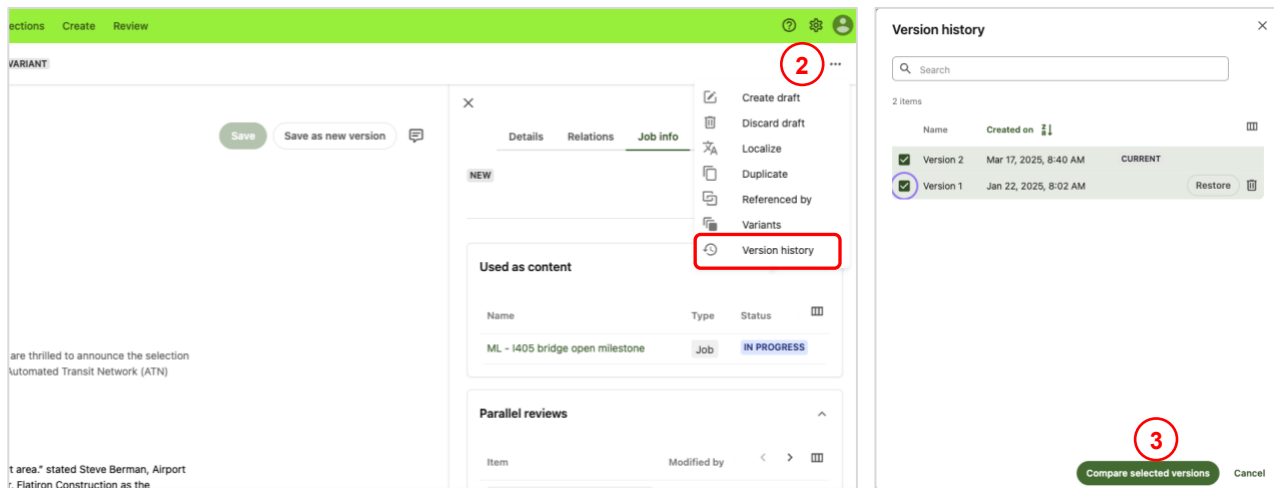 ections Create Review
VARIANT
2
Save Save as new version
Details Relations Job info
NEW
Create draft
Discard draft
Localize
Duplicate
Referenced by
Variants
Version history
Used as content
Name Type Status
ML - I405 bridge open milestone Job IN PROGRESS
Parallel reviews
Item Modified by
are thrilled to announce the selection
Automated Transit Network (ATN)
t area." stated Steve Berman, Airport
r. Flatiron Construction as the
Version history
Search
2 items
Name Created on
Version 2 Mar 17, 2025, 8:40 AM CURRENT
Version 1 Jan 22, 2025, 8:02 AM Restore
3
Compare selected versions Cancel